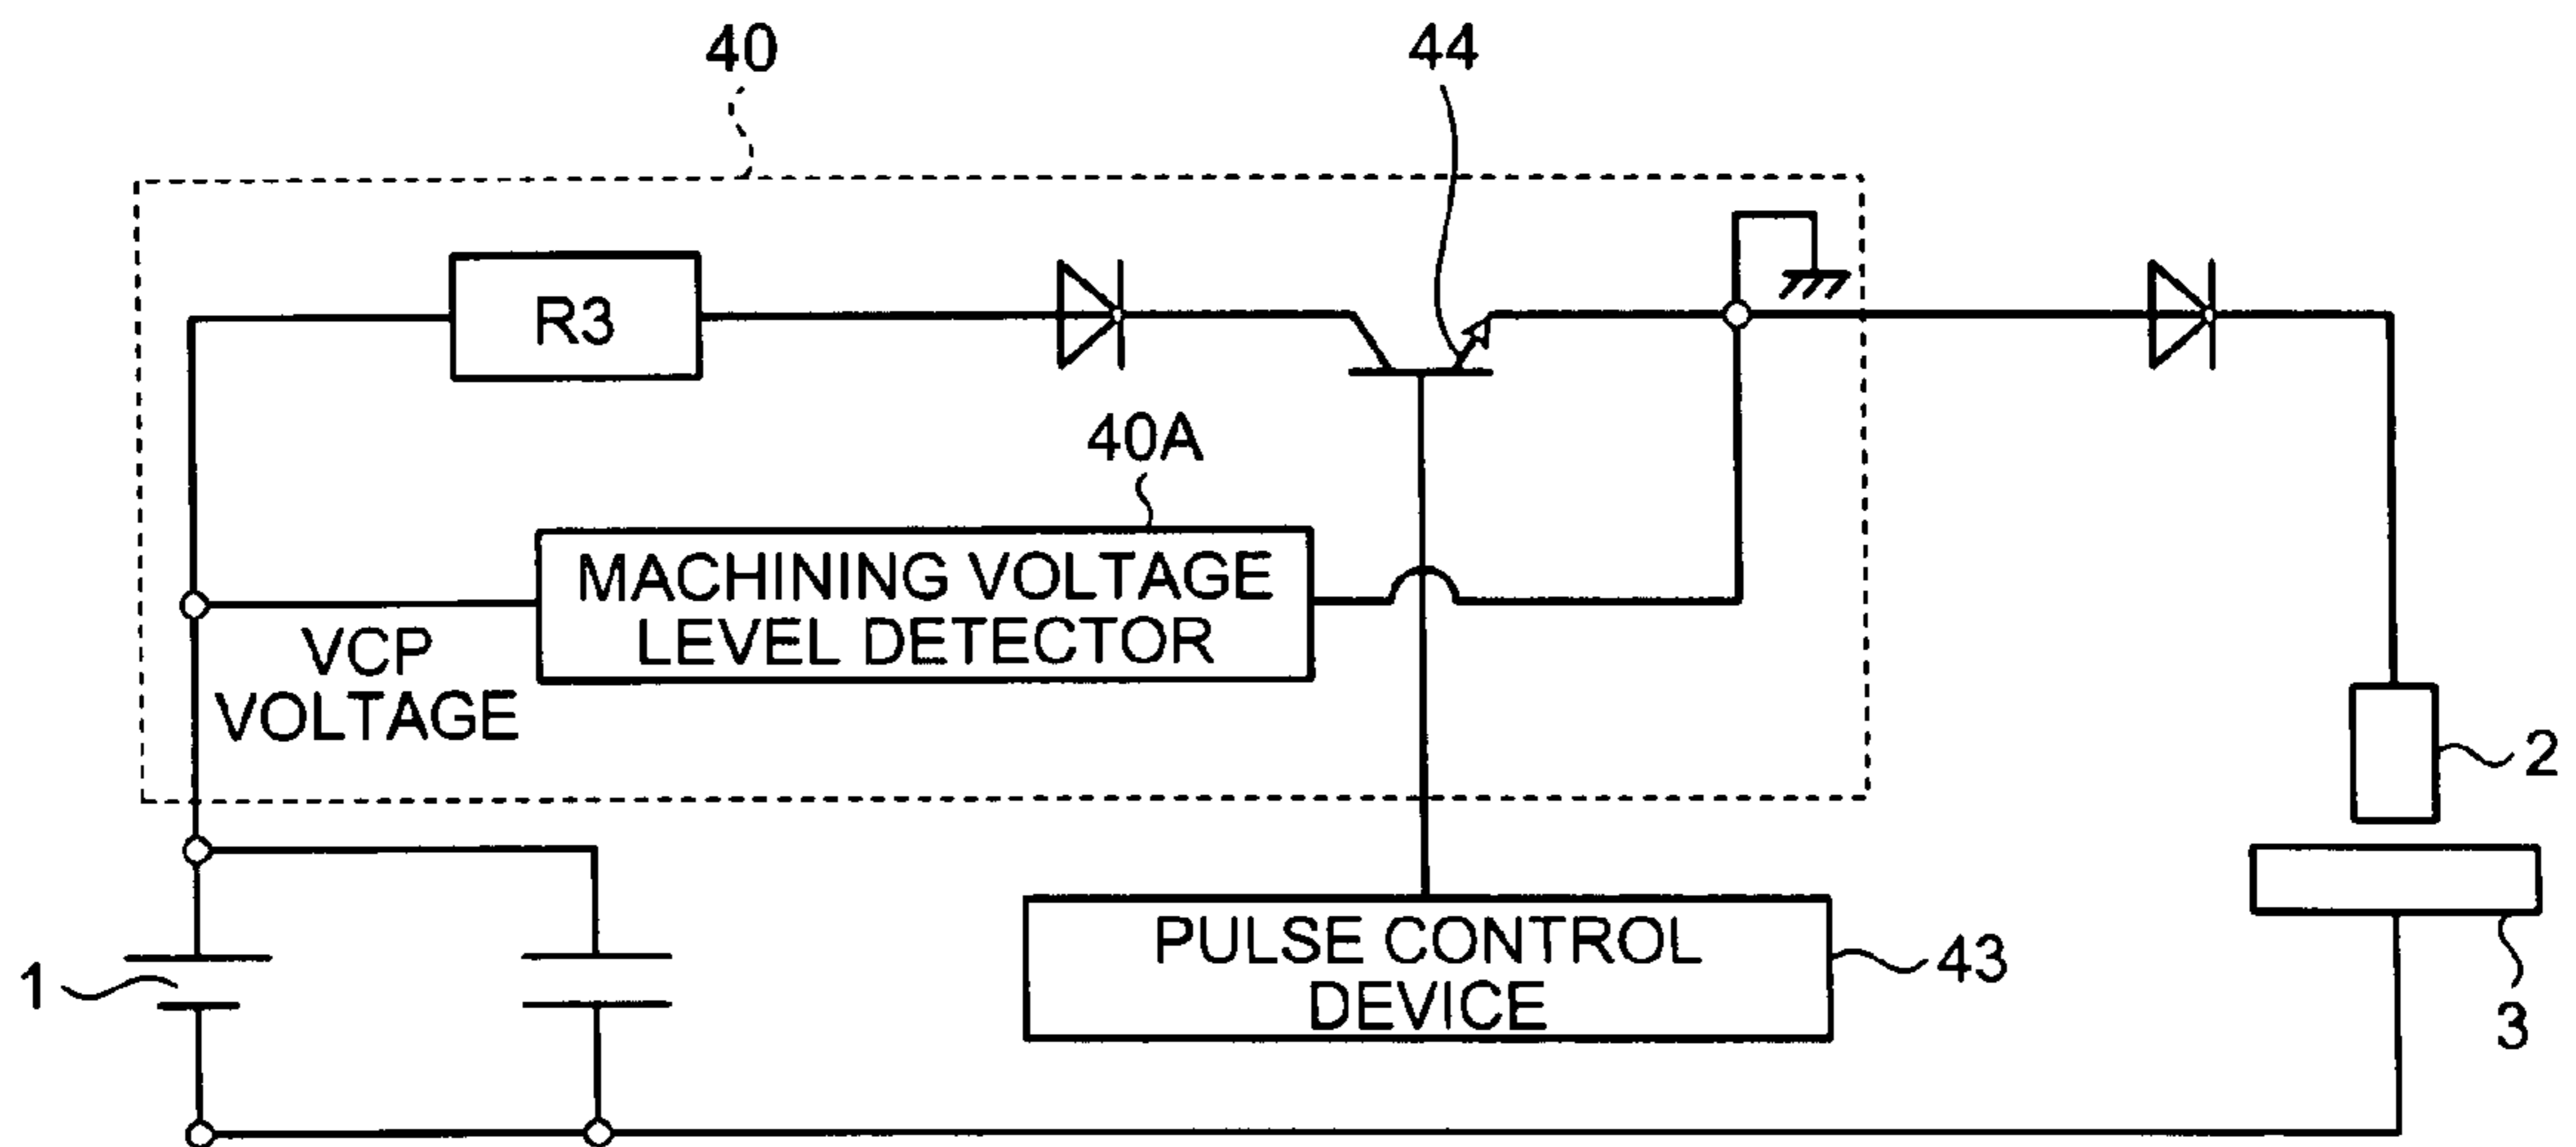 40
44
R3
40A
MACHINING VOLTAGE
LEVEL DETECTOR
VCP
VOLTAGE
2
1
PULSE CONTROL
DEVICE
43
3